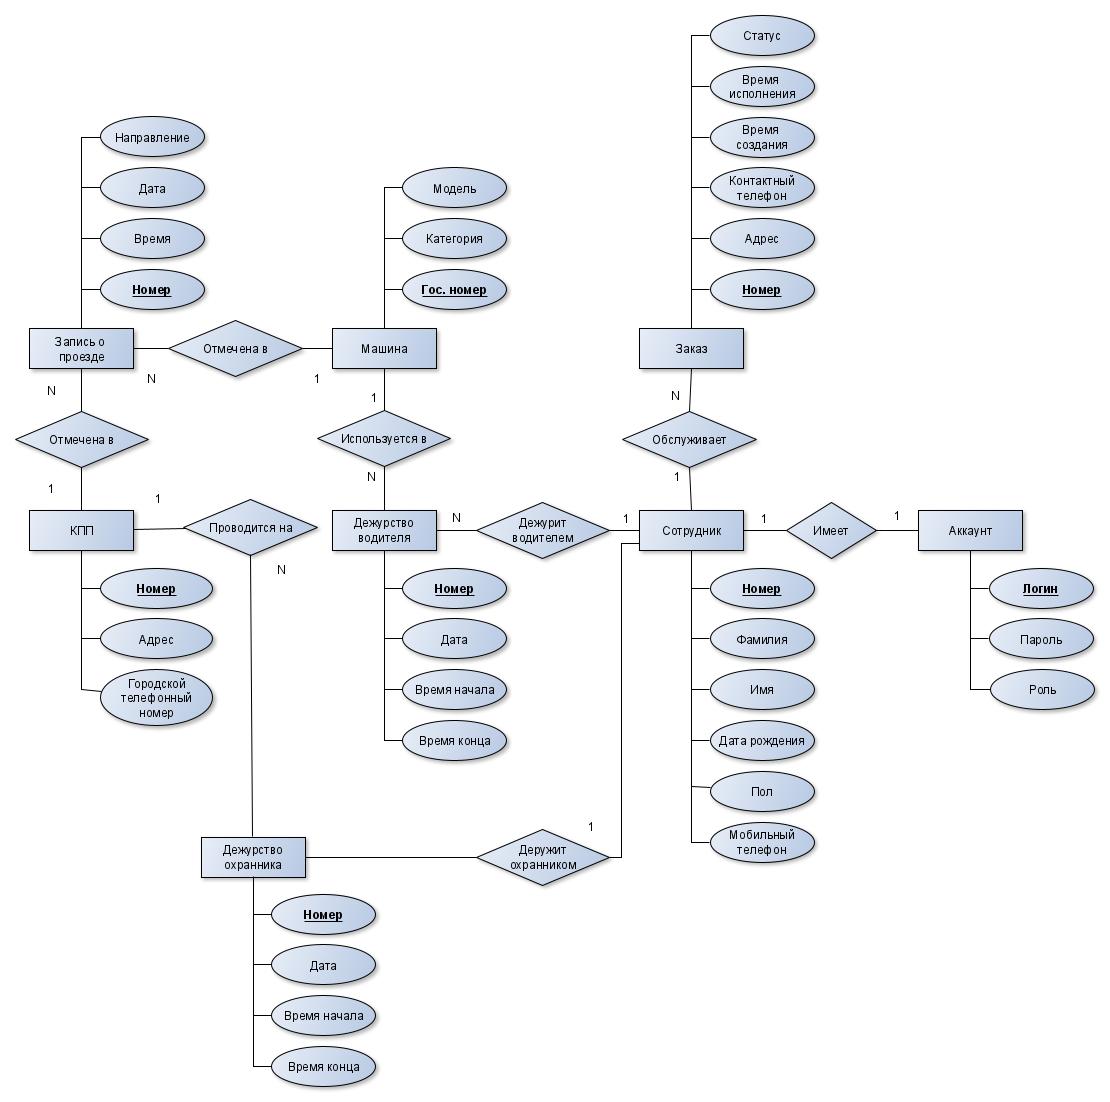 Статус
Время
исполнения
Время
создания
Контактный
телефон
Адрес
Номер
Направление
Дата
Время
Номер
Модель
Категория
Гос. номер
Запись о
проезде
Отмечена в
Машина
Заказ
N
1
N
1
N
Отмечена в
Используется в
Обслуживает
1
N
1
КПП
1
Проводится на
N
Дежурство
водителя
N
Дежурит
водителем
1
Сотрудник
1
Имеет
1
Аккаунт
Номер
Адрес
Городской
телефонный
номер
Номер
Дата
Время начала
Время конца
Номер
Фамилия
Имя
Дата рождения
Пол
Мобильный
телефон
Логин
Пароль
Роль
Дежурство
охранника
Деружит
охранником
1
Номер
Дата
Время начала
Время конца